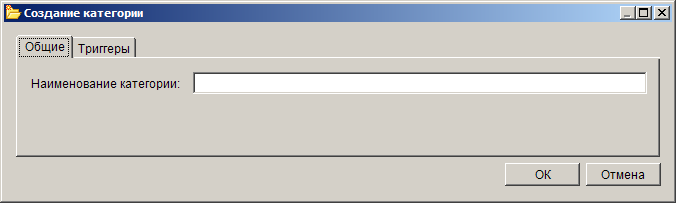 Создание категории
Общие
Триггеры
Наименование категории:
ОК
Отмена